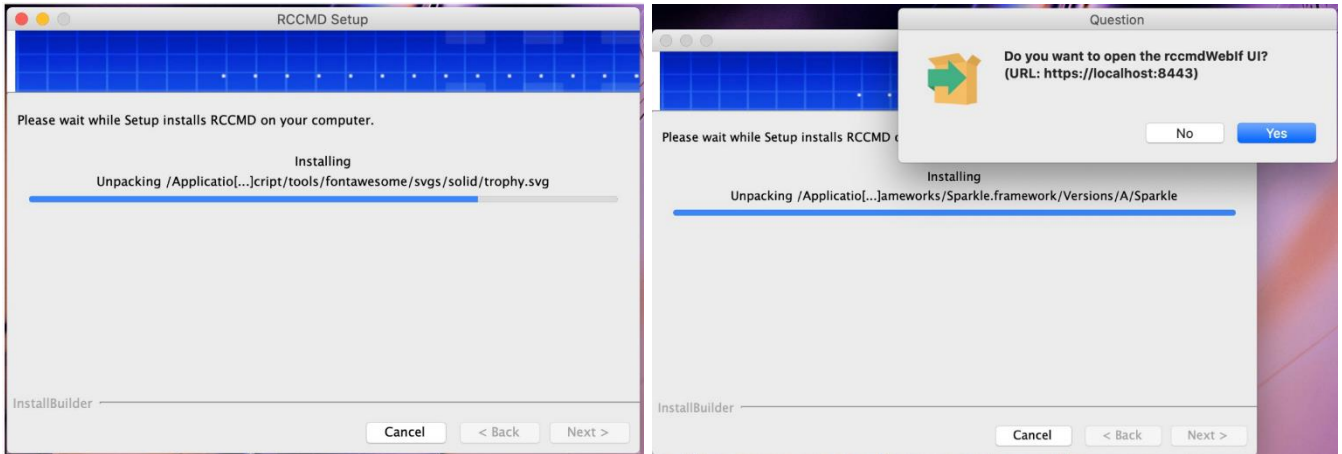 RCCMD Setup
Please wait while Setup installs RCCMD on your computer.
Installing
Unpacking /Applicatio[...]cript/tools/fontawesome/svgs/solid/trophy.svg
InstallBuilder
Cancel
< Back
Next >
Question
Do you want to open the rccmdWebIf UI?
(URL: https://localhost:8443)
No
Yes
Please wait while Setup installs RCCMD
Installing
Unpacking /Applicatio[...]ameworks/Sparkle.framework/Versions/A/Sparkle
InstallBuilder
Cancel
< Back
Next >